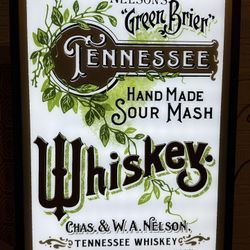 NELSON'S
"Green Brier"
TENNESSEE
HAND MADE
SOUR MASH
Whiskey.
CHAS. & W. A. NELSON.
TENNESSEE WHISKEY